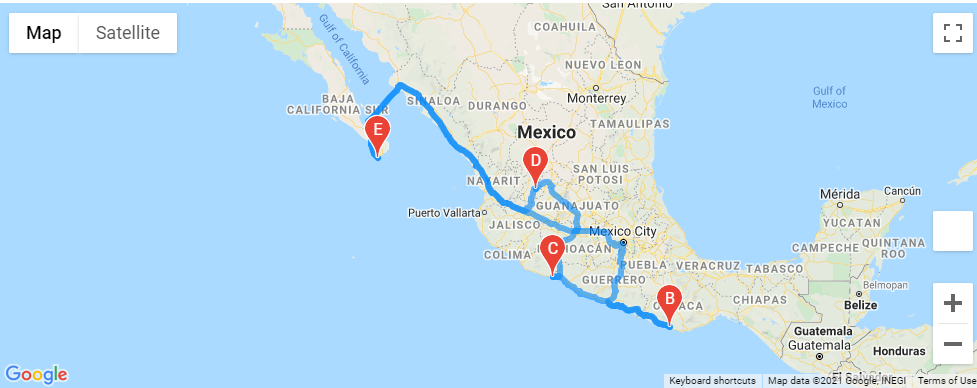 San Antonio
Map
Satellite
Gulf of
California
COAHUILA
NUEVO LEON
BAJA
CALIFORNIA SUR
SINALOA
DURANGO
Monterrey
Gulf of
Mexico
TAMAULIPAS
Mexico
E
D
NAYARIT
SAN LUIS
POTOSI
GUANAJUATO
Puerto Vallarta
JALISCO
Mérida
Cancún
YUCATAN
Mexico City
C
COLIMA
PUEBLA
VERACRUZ
TABASCO
CAMPECHE
QUINTANA
ROO
GUERRERO
B
CHIAPAS
Belmopan
Belize
Guatemala
Guatemala
Honduras
El Salvador
Google
Keyboard shortcuts
Map data ©2021 Google, INEGI
Terms of Use